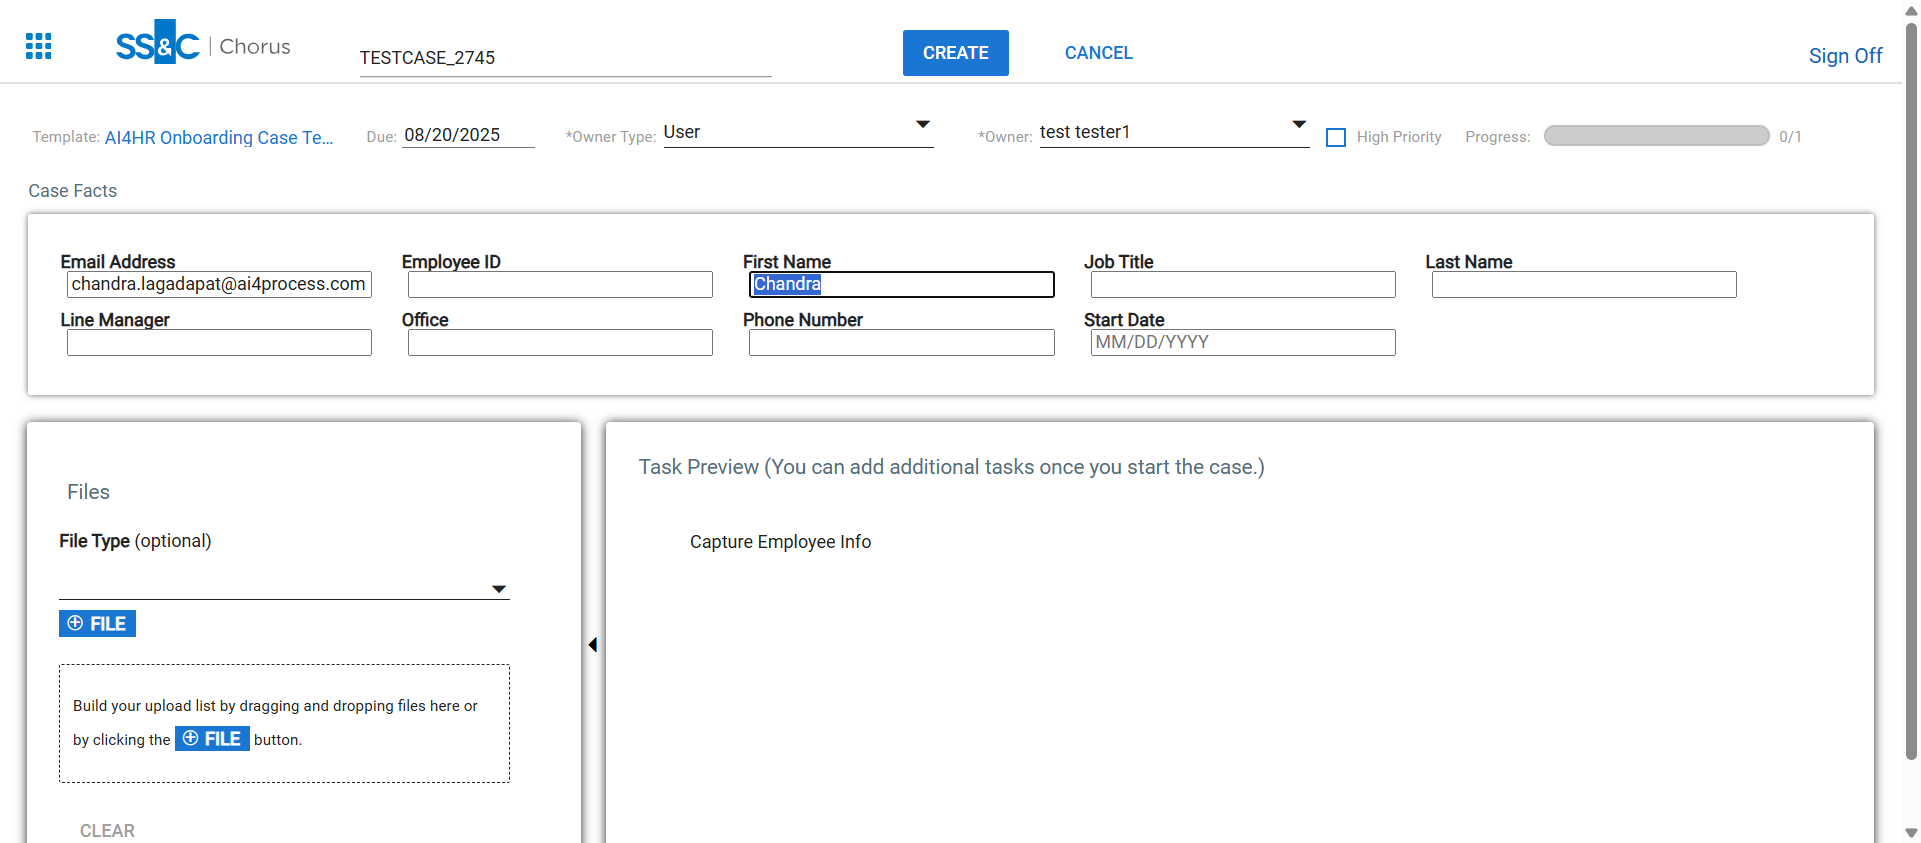 SS&C | Chorus
TESTCASE_2745
CREATE
CANCEL
Sign Off
Template: AI4HR Onboarding Case Te...
Due: 08/20/2025
*Owner Type: User
*Owner: test tester1
High Priority
Progress: 0/1
Case Facts
Email Address
chandra.lagadapat@ai4process.com
Employee ID
First Name
Chandra
Job Title
Last Name
Line Manager
Office
Phone Number
Start Date
MM/DD/YYYY
Files
File Type (optional)
FILE
Build your upload list by dragging and dropping files here or
by clicking the FILE button.
CLEAR
Task Preview (You can add additional tasks once you start the case.)
Capture Employee Info